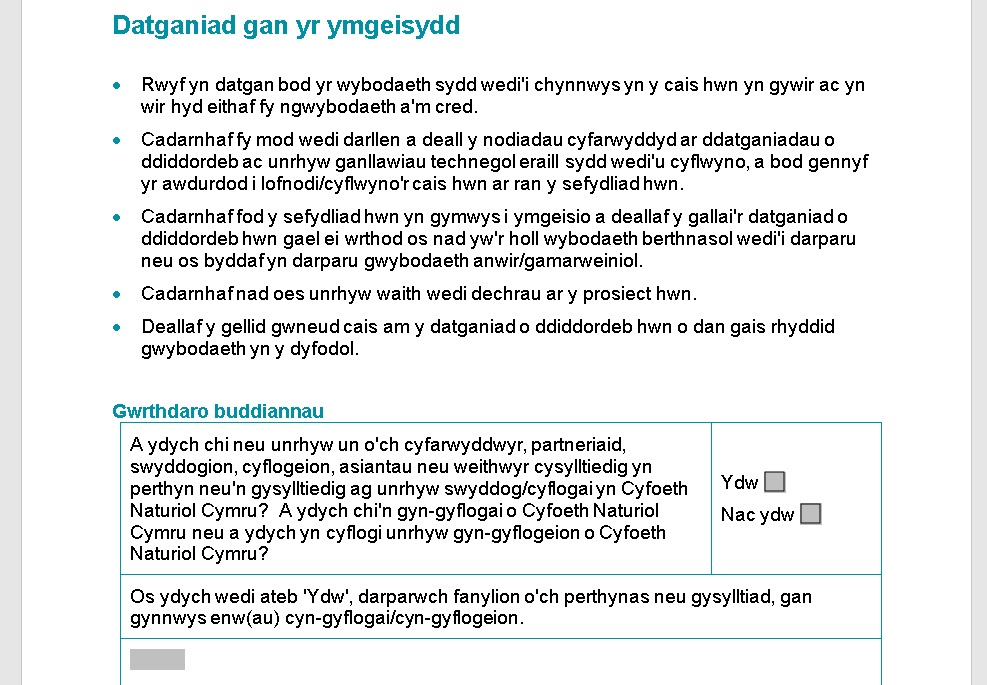 Datganiad gan yr ymgeisydd
• Rwyf yn datgan bod yr wybodaeth sydd wedi'i chynnwys yn y cais hwn yn gywir ac yn
wir hyd eithaf fy ngwybodaeth a'm cred.
• Cadarnhaf fy mod wedi darllen a deall y nodiadau cyfarwyddyd ar ddatganiadau o
ddiddordeb ac unrhyw ganllawiau technegol eraill sydd wedi'u cyflwyno, a bod gennyf
yr awdurdod i lofnodi/cyflwyno'r cais hwn ar ran y sefydliad hwn.
• Cadarnhaf fod y sefydliad hwn yn gymwys i ymgeisio a deallaf y gallai'r datganiad o
ddiddordeb hwn gael ei wrthod os nad yw'r holl wybodaeth berthnasol wedi'i darparu
neu os byddaf yn darparu gwybodaeth anwir/gamarweiniol.
• Cadarnhaf nad oes unrhyw waith wedi dechrau ar y prosiect hwn.
• Deallaf y gellid gwneud cais am y datganiad o ddiddordeb hwn o dan gais rhyddid
gwybodaeth yn y dyfodol.
Gwrthdaro buddiannau
A ydych chi neu unrhyw un o'ch cyfarwyddwyr, partneriaid,
swyddogion, cyflogeion, asiantau neu weithwyr cysylltiedig yn
perthyn neu'n gysylltiedig ag unrhyw swyddog/cyflogai yn Cyfoeth
Naturiol Cymru? A ydych chi'n gyn-gyflogai o Cyfoeth Naturiol
Cymru neu a ydych yn cyflogi unrhyw gyn-gyflogeion o Cyfoeth
Naturiol Cymru?
Ydw
Nac ydw
Os ydych wedi ateb 'Ydw', darparwch fanylion o'ch perthynas neu gysylltiad, gan
gynnwys enw(au) cyn-gyflogai/cyn-gyflogeion.